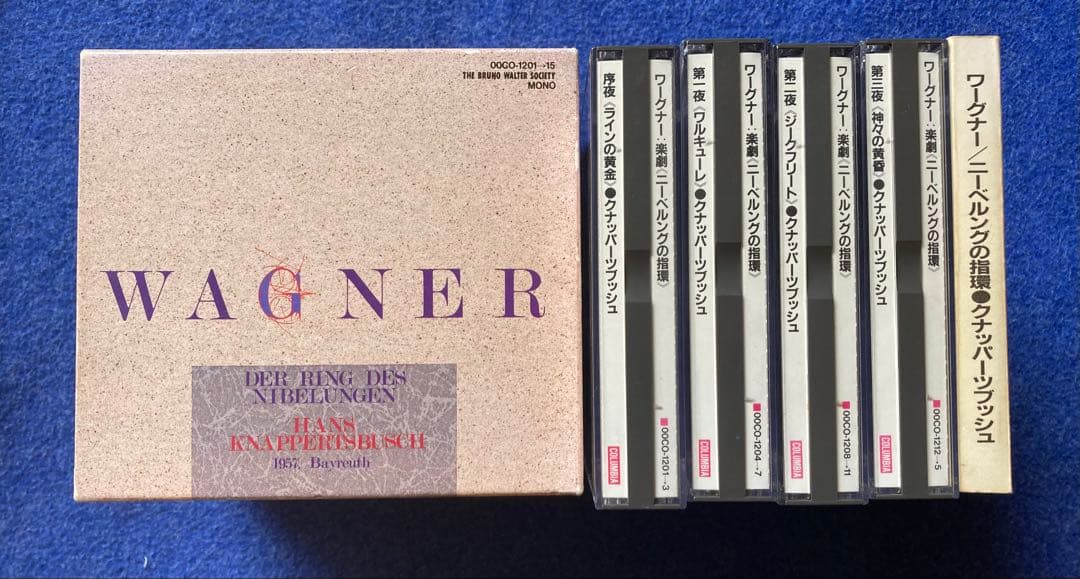 00CO-1201→15
THE BRUNO WALTER SOCIETY
MONO
WAGNER
DER RING DES
NIBELUNGEN
HANS
KNAPPERTSBUSCH
1957, Bayreuth
ワーグナー：楽劇《ニーベルングの指環》
序夜《ラインの黄金》●クナッパーツブッシュ
00CO-1201→3
COLUMBIA
ワーグナー：楽劇《ニーベルングの指環》
第一夜《ワルキューレ》●クナッパーツブッシュ
00CO-1204→7
COLUMBIA
ワーグナー：楽劇《ニーベルングの指環》
第二夜《ジークフリート》●クナッパーツブッシュ
00CO-1208→11
COLUMBIA
ワーグナー：楽劇《ニーベルングの指環》
第三夜《神々の黄昏》●クナッパーツブッシュ
00CO-1212→5
COLUMBIA
ワーグナー／ニーベルングの指環●クナッパーツブッシュ